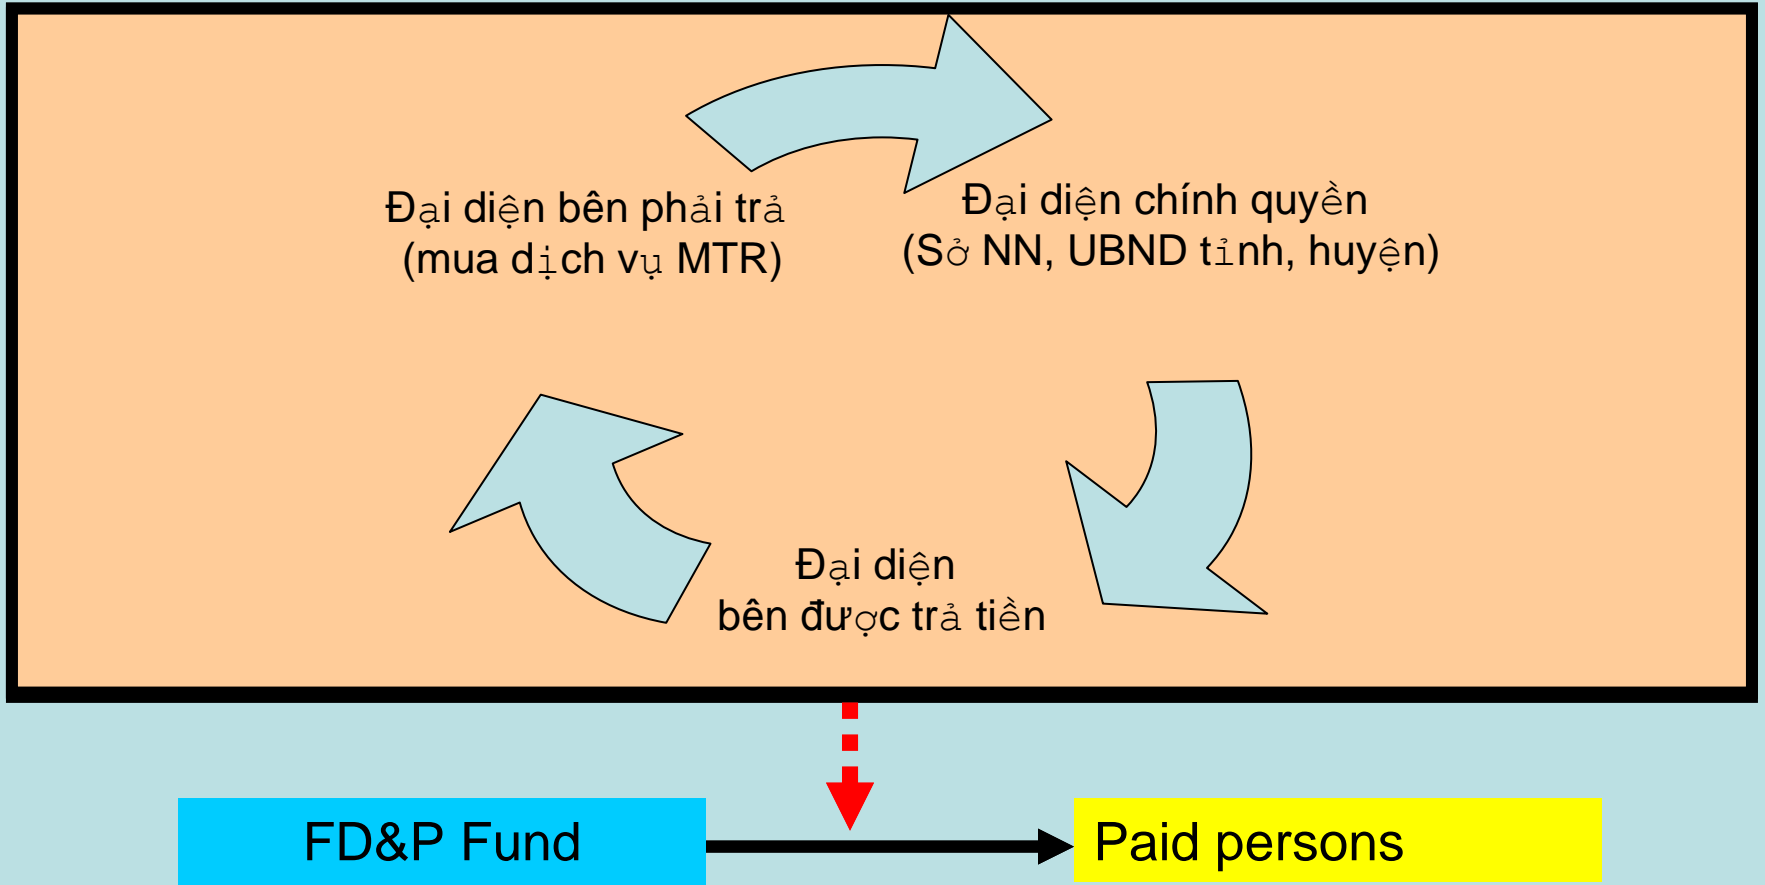 Đại diện bên phải trả
(mua dịch vụ MTR)
Đại diện chính quyền
(Sở NN, UBND tỉnh, huyện)
Đại diện
bên được trả tiền
FD&P Fund
Paid persons